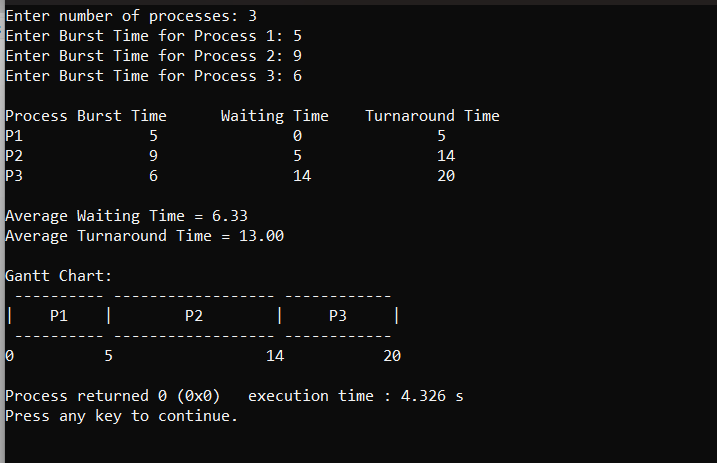 Enter number of processes: 3
Enter Burst Time for Process 1: 5
Enter Burst Time for Process 2: 9
Enter Burst Time for Process 3: 6
Process Burst Time      Waiting Time    Turnaround Time
P1              5               0               5
P2              9               5               14
P3              6               14              20
Average Waiting Time = 6.33
Average Turnaround Time = 13.00
Gantt Chart:
 ---------- ------------------ ------------
|    P1    |        P2        |     P3     |
 ---------- ------------------ ------------
0          5                 14           20
Process returned 0 (0x0)   execution time : 4.326 s
Press any key to continue.